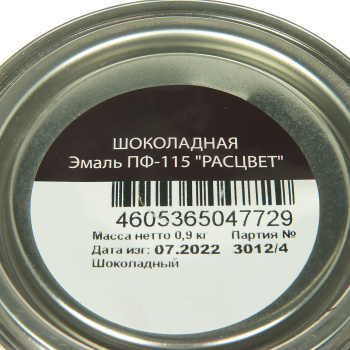 ШОКОЛАДНАЯ
Эмаль ПФ-115 "РАСЦВЕТ"
4605365047729
Масса нетто 0,9 кг Партия №
Дата изг: 07.2022 3012/4
Шоколадный